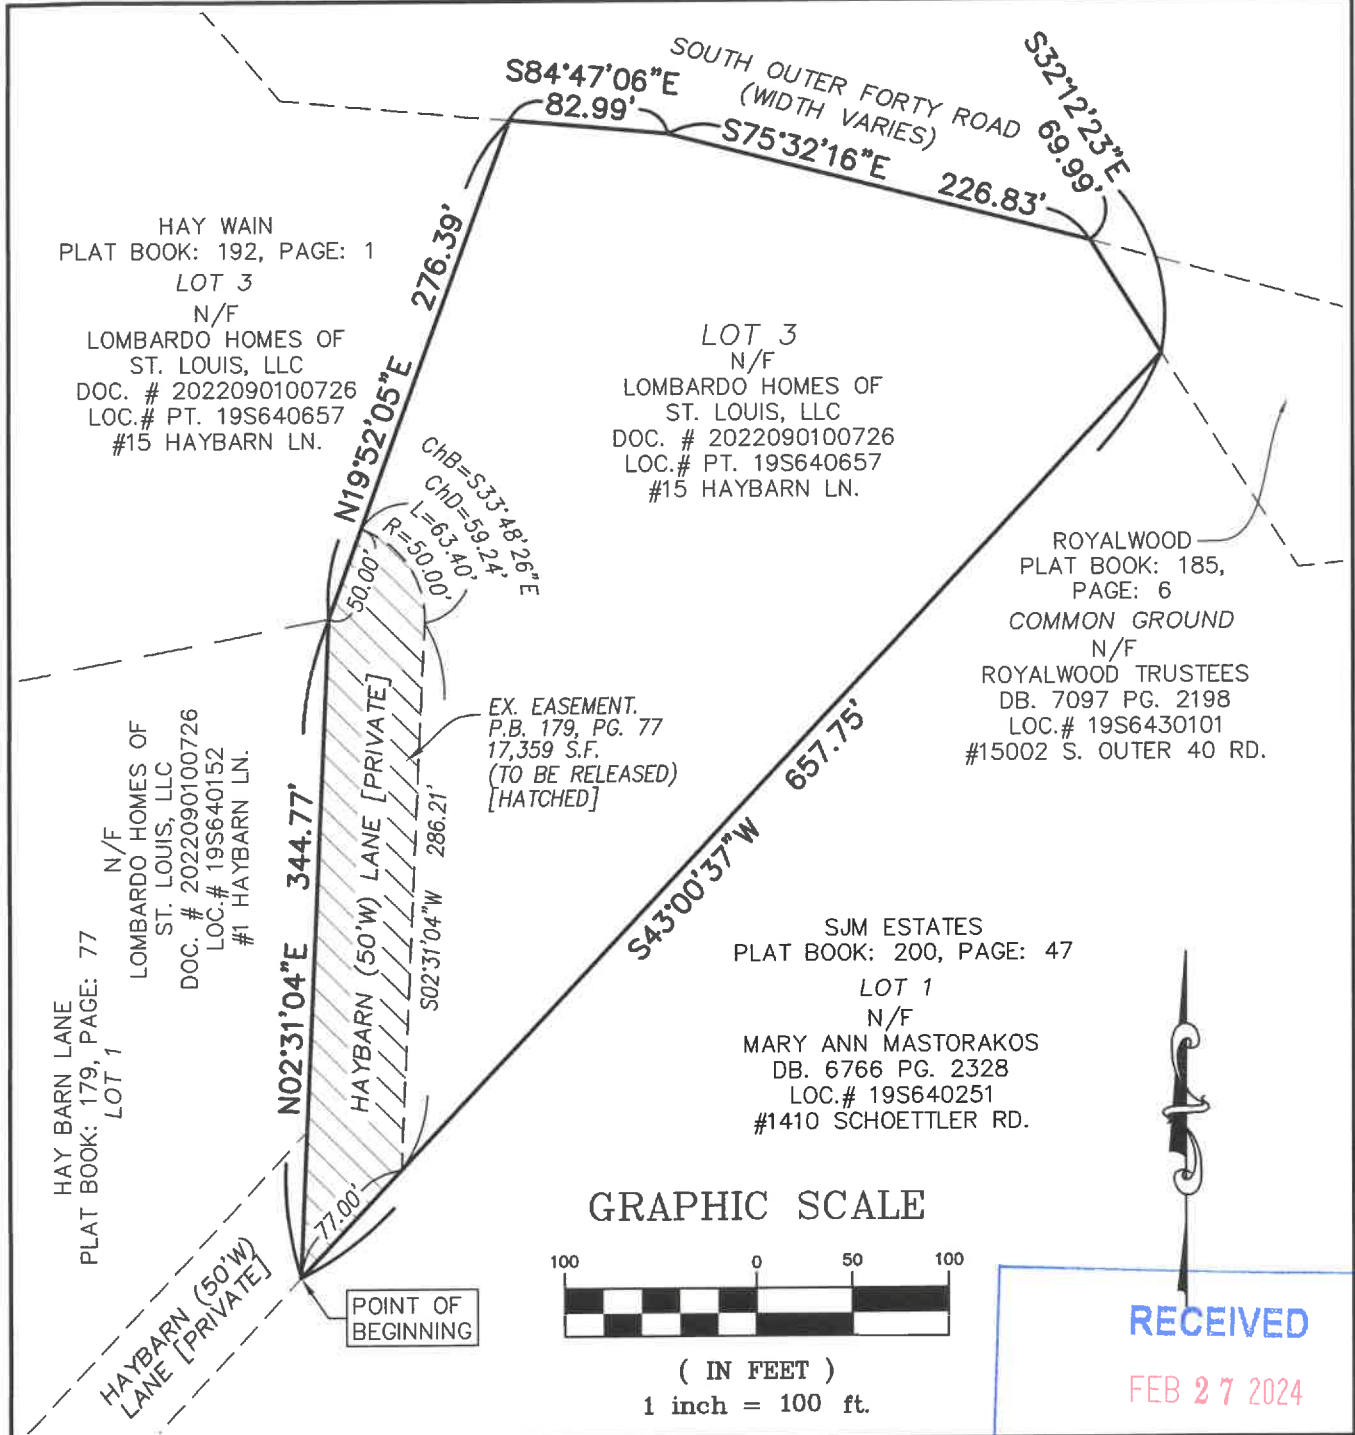 S84°47'06"E
82.99'
SOUTH OUTER FORTY ROAD
(WIDTH VARIES)
S75°32'16"E
226.83'
S32°12'23"E
69.99'
HAY WAIN
PLAT BOOK: 192, PAGE: 1
LOT 3
N/F
LOMBARDO HOMES OF
ST. LOUIS, LLC
DOC. # 2022090100726
LOC.# PT. 19S640657
#15 HAYBARN LN.
N19°52'05"E
276.39'
LOT 3
N/F
LOMBARDO HOMES OF
ST. LOUIS, LLC
DOC. # 2022090100726
LOC.# PT. 19S640657
#15 HAYBARN LN.
ChB=S33°48'26"E
ChD=59.24'
L=63.40'
R=50.00'
50.00'
ROYALWOOD
PLAT BOOK: 185,
PAGE: 6
COMMON GROUND
N/F
ROYALWOOD TRUSTEES
DB. 7097 PG. 2198
LOC.# 19S6430101
#15002 S. OUTER 40 RD.
EX. EASEMENT.
P.B. 179, PG. 77
17,359 S.F.
(TO BE RELEASED)
[HATCHED]
HAYBARN (50'W) LANE [PRIVATE]
S02°31'04"W 286.21'
S43°00'37"W
657.75'
N/F
LOMBARDO HOMES OF
ST. LOUIS, LLC
DOC. # 2022090100726
LOC.# 19S640152
#1 HAYBARN LN.
N02°31'04"E 344.77'
HAY BARN LANE
PLAT BOOK: 179, PAGE: 77
LOT 1
SJM ESTATES
PLAT BOOK: 200, PAGE: 47
LOT 1
N/F
MARY ANN MASTORAKOS
DB. 6766 PG. 2328
LOC.# 19S640251
#1410 SCHOETTLER RD.
77.00'
HAYBARN (50'W)
LANE [PRIVATE]
POINT OF
BEGINNING
GRAPHIC SCALE
100 0 50 100
( IN FEET )
1 inch = 100 ft.
RECEIVED
FEB 27 2024